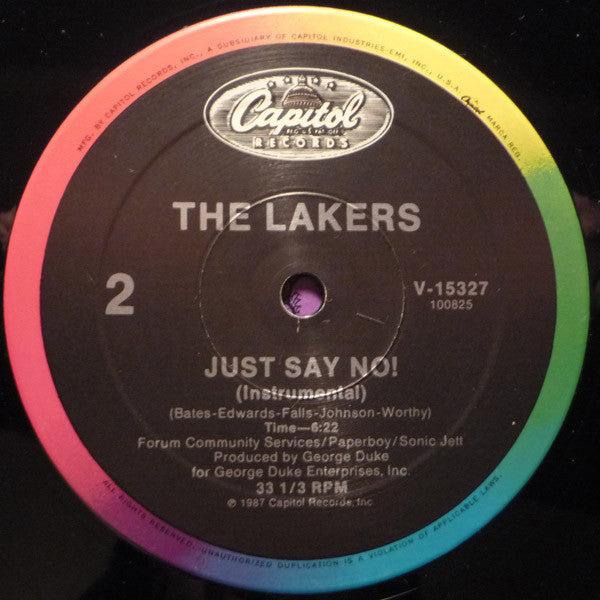 MFG. BY CAPITOL RECORDS, INC., A SUBSIDIARY OF CAPITOL INDUSTRIES-EMI, INC., U.S.A.
Capitol MARCA REG.
Capitol
RECORDS
THE LAKERS
2
V-15327
100825
JUST SAY NO!
(Instrumental)
(Bates-Edwards-Falls-Johnson-Worthy)
Time—6:22
Forum Community Services/Paperboy/Sonic Jett
Produced by George Duke
for George Duke Enterprises, Inc.
33 1/3 RPM
℗ 1987 Capitol Records, Inc
ALL RIGHTS RESERVED. UNAUTHORIZED DUPLICATION IS A VIOLATION OF APPLICABLE LAWS.